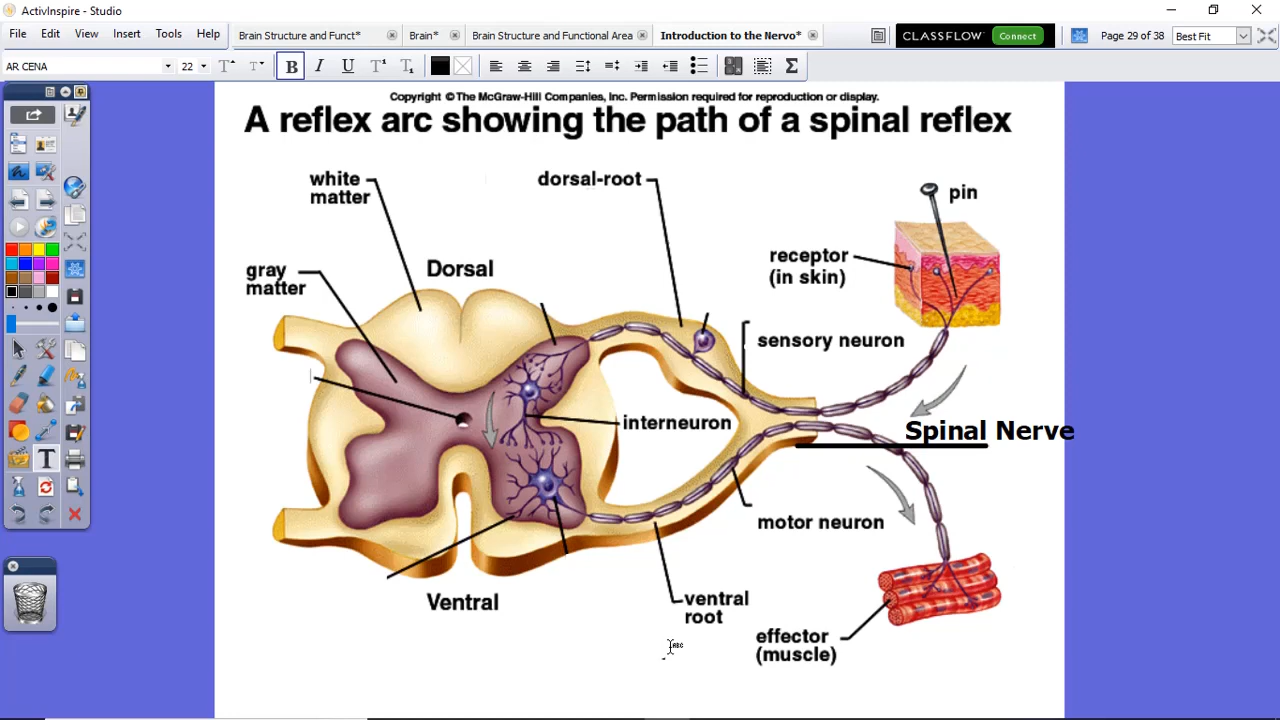 ActivInspire - Studio
File Edit View Insert Tools Help
Brain Structure and Funct*
Brain*
Brain Structure and Functional Area
Introduction to the Nervo*
CLASSFLOW
Connect
Page 29 of 38
Best Fit
AR CENA
22
Copyright © The McGraw-Hill Companies, Inc. Permission required for reproduction or display.
A reflex arc showing the path of a spinal reflex
white
matter
dorsal-root
pin
gray
matter
Dorsal
receptor
(in skin)
sensory neuron
interneuron
Spinal Nerve
motor neuron
Ventral
ventral
root
effector
(muscle)
ABC